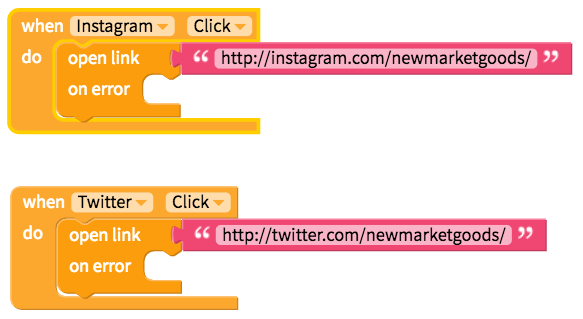 when Instagram Click
do open link “ http://instagram.com/newmarketgoods/ ”
on error
when Twitter Click
do open link “ http://twitter.com/newmarketgoods/ ”
on error